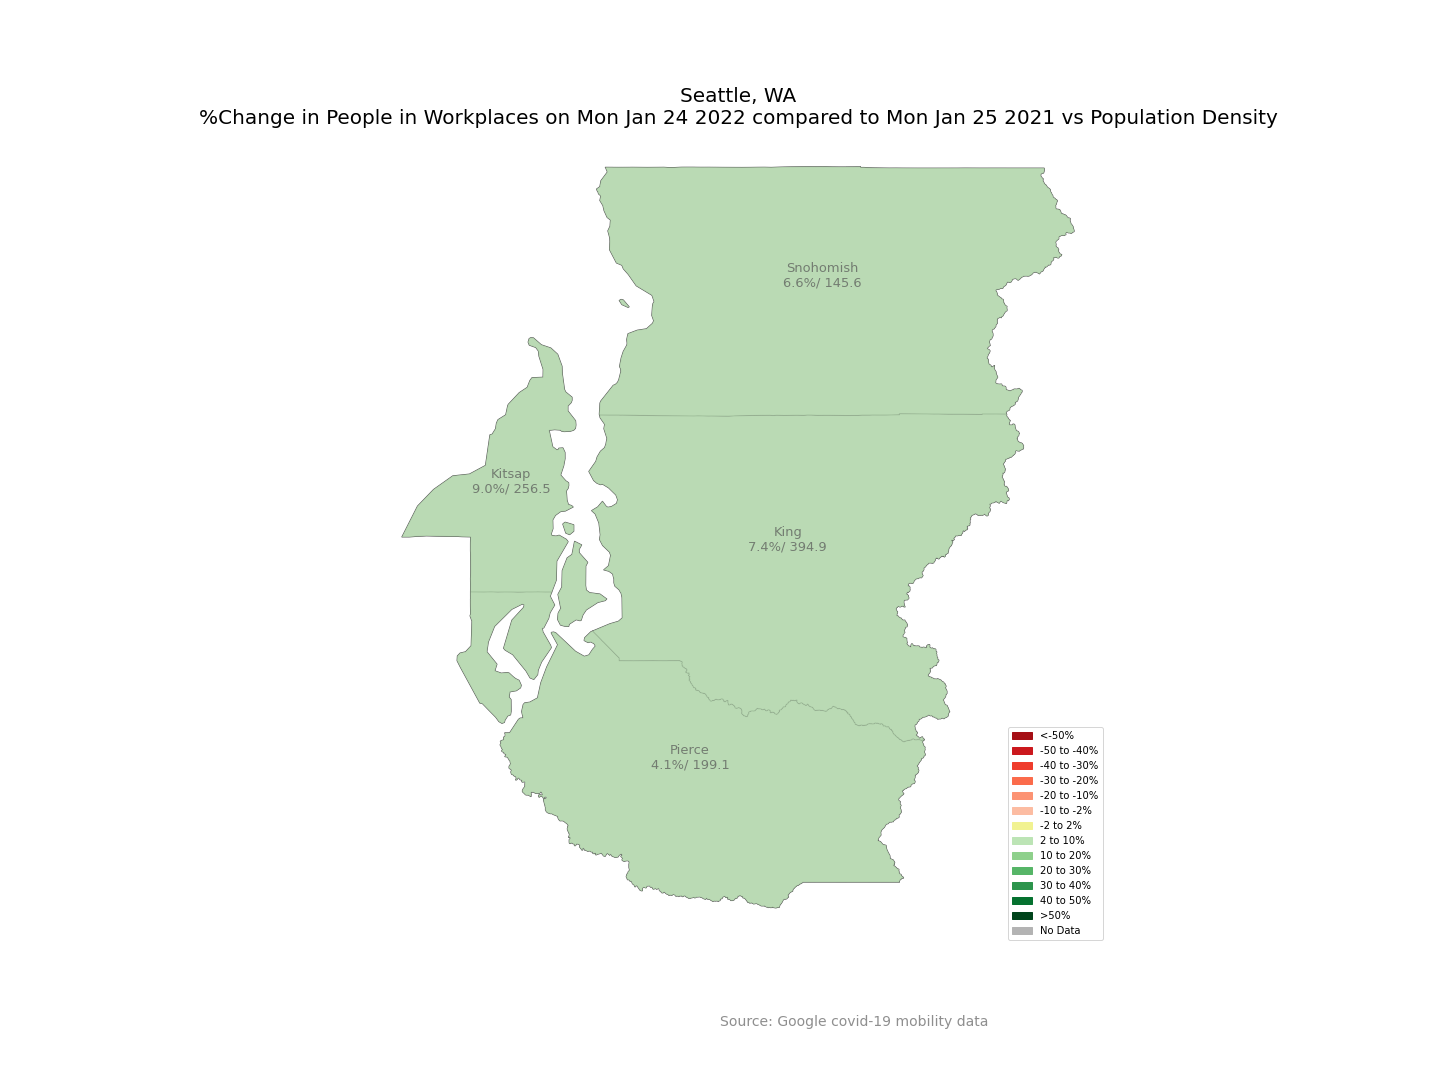 Seattle, WA
%Change in People in Workplaces on Mon Jan 24 2022 compared to Mon Jan 25 2021 vs Population Density
Snohomish
6.6%/ 145.6
Kitsap
9.0%/ 256.5
King
7.4%/ 394.9
Pierce
4.1%/ 199.1
<-50%
-50 to -40%
-40 to -30%
-30 to -20%
-20 to -10%
-10 to -2%
-2 to 2%
2 to 10%
10 to 20%
20 to 30%
30 to 40%
40 to 50%
>50%
No Data
Source: Google covid-19 mobility data